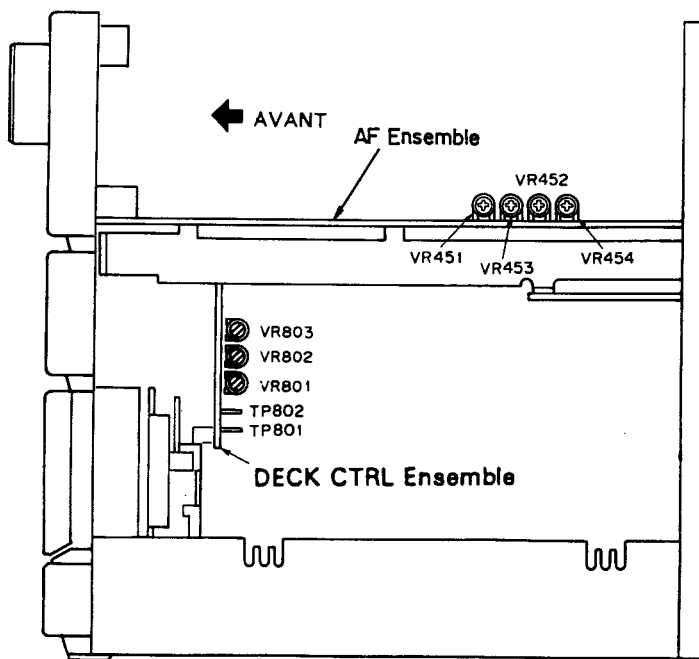 AVANT
AF Ensemble
VR452
VR451
VR453
VR454
VR803
VR802
VR801
TP802
TP801
DECK CTRL Ensemble